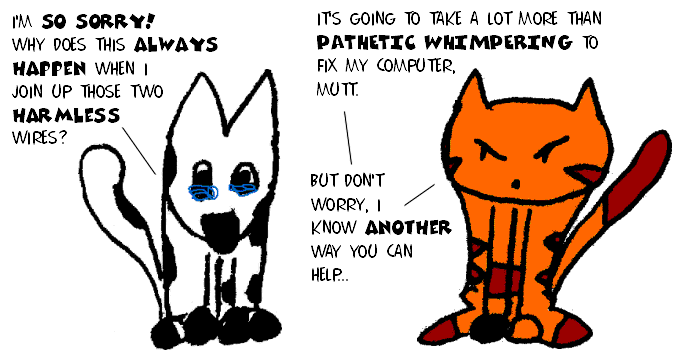 I'M SO SORRY!
WHY DOES THIS ALWAYS
HAPPEN WHEN I
JOIN UP THOSE TWO
HARMLESS
WIRES?
IT'S GOING TO TAKE A LOT MORE THAN
PATHETIC WHIMPERING TO
FIX MY COMPUTER,
MUTT.
BUT DON'T
WORRY, I
KNOW ANOTHER
WAY YOU CAN
HELP...